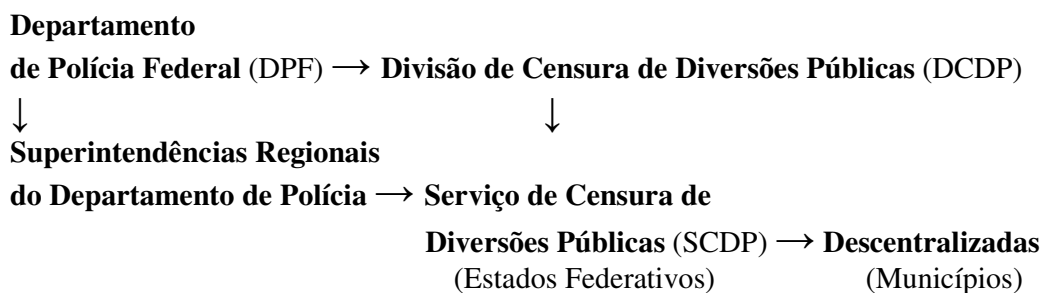 Departamento
de Polícia Federal (DPF) → Divisão de Censura de Diversões Públicas (DCDP)
↓ ↓
Superintendências Regionais
do Departamento de Polícia → Serviço de Censura de
Diversões Públicas (SCDP) → Descentralizadas
(Estados Federativos) (Municípios)